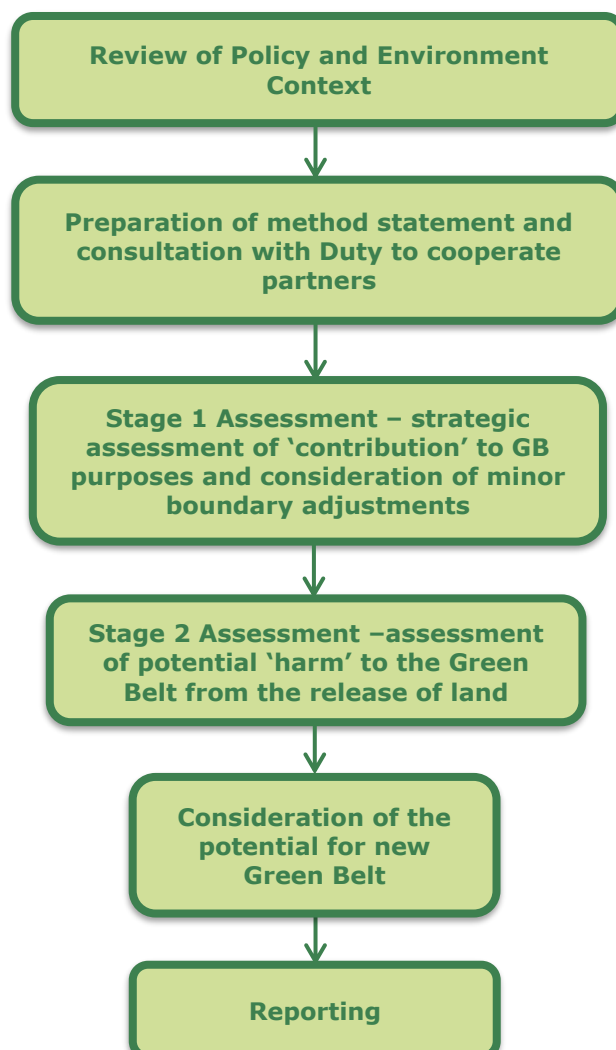 Review of Policy and Environment
Context
Preparation of method statement and
consultation with Duty to cooperate
partners
Stage 1 Assessment – strategic
assessment of ‘contribution’ to GB
purposes and consideration of minor
boundary adjustments
Stage 2 Assessment –assessment
of potential ‘harm’ to the Green
Belt from the release of land
Consideration of the
potential for new
Green Belt
Reporting